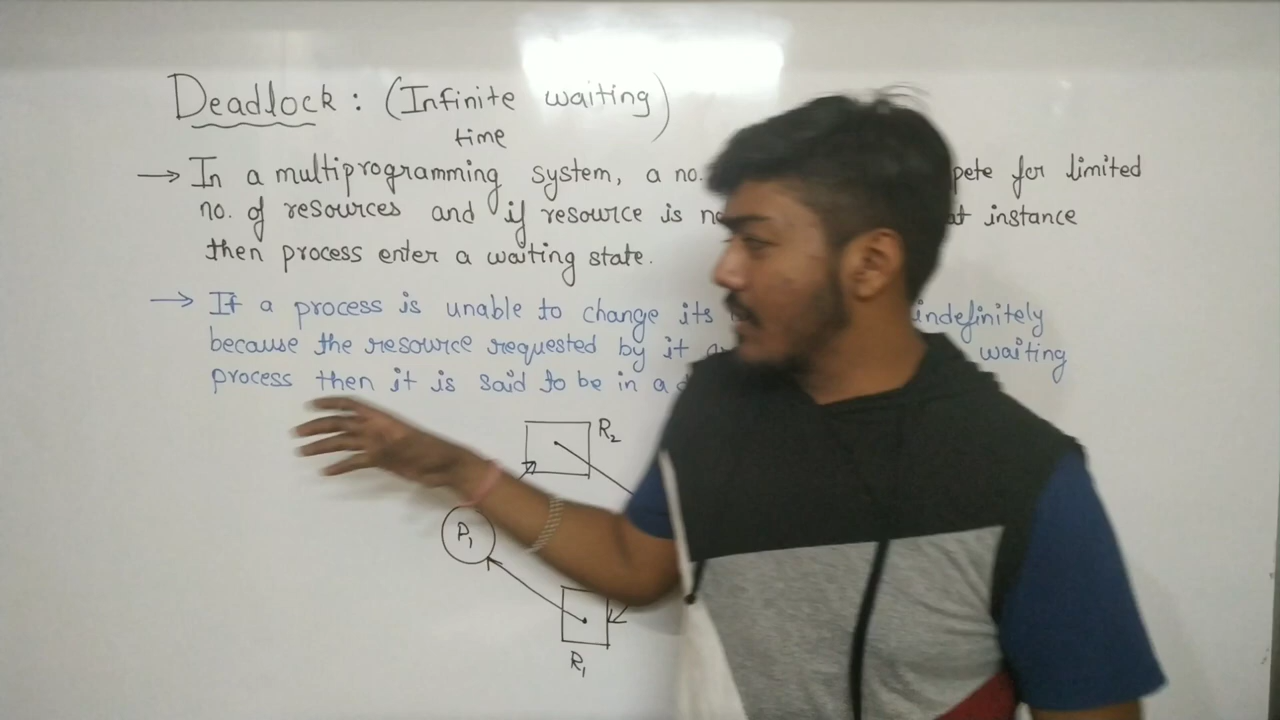 Deadlock: (Infinite waiting)
time
→ In a multiprogramming system, a no. for limited
no. of resources and if resource is instance
then process enter a waiting state.
→ If a process is unable to change its indefinitely
because the resource requested by it waiting
process then it is said to be in a
R2
P1
R1